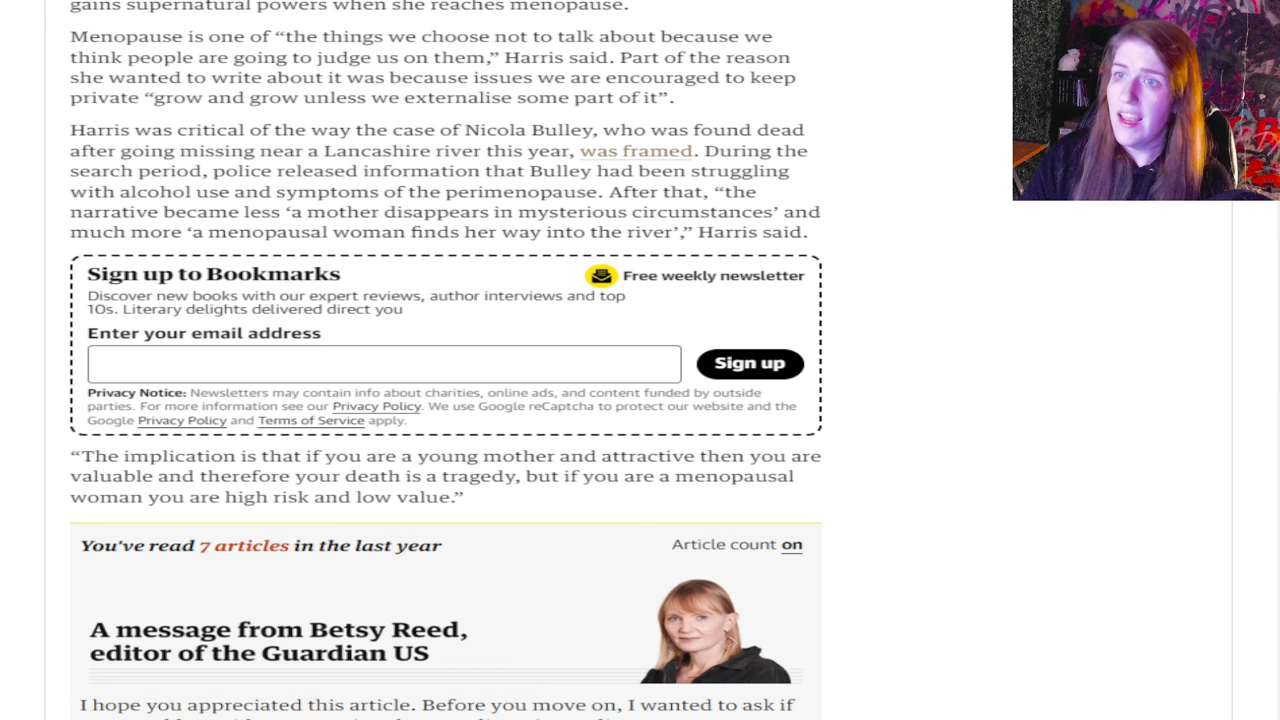 gains supernatural powers when she reaches menopause.
Menopause is one of “the things we choose not to talk about because we
think people are going to judge us on them,” Harris said. Part of the reason
she wanted to write about it was because issues we are encouraged to keep
private “grow and grow unless we externalise some part of it”.
Harris was critical of the way the case of Nicola Bulley, who was found dead
after going missing near a Lancashire river this year, was framed. During the
search period, police released information that Bulley had been struggling
with alcohol use and symptoms of the perimenopause. After that, “the
narrative became less ‘a mother disappears in mysterious circumstances’ and
much more ‘a menopausal woman finds her way into the river’,” Harris said.
Sign up to Bookmarks
Free weekly newsletter
Discover new books with our expert reviews, author interviews and top
10s. Literary delights delivered direct you
Enter your email address
Sign up
Privacy Notice: Newsletters may contain info about charities, online ads, and content funded by outside
parties. For more information see our Privacy Policy. We use Google reCaptcha to protect our website and the
Google Privacy Policy and Terms of Service apply.
“The implication is that if you are a young mother and attractive then you are
valuable and therefore your death is a tragedy, but if you are a menopausal
woman you are high risk and low value.”
You've read 7 articles in the last year
Article count on
A message from Betsy Reed,
editor of the Guardian US
I hope you appreciated this article. Before you move on, I wanted to ask if